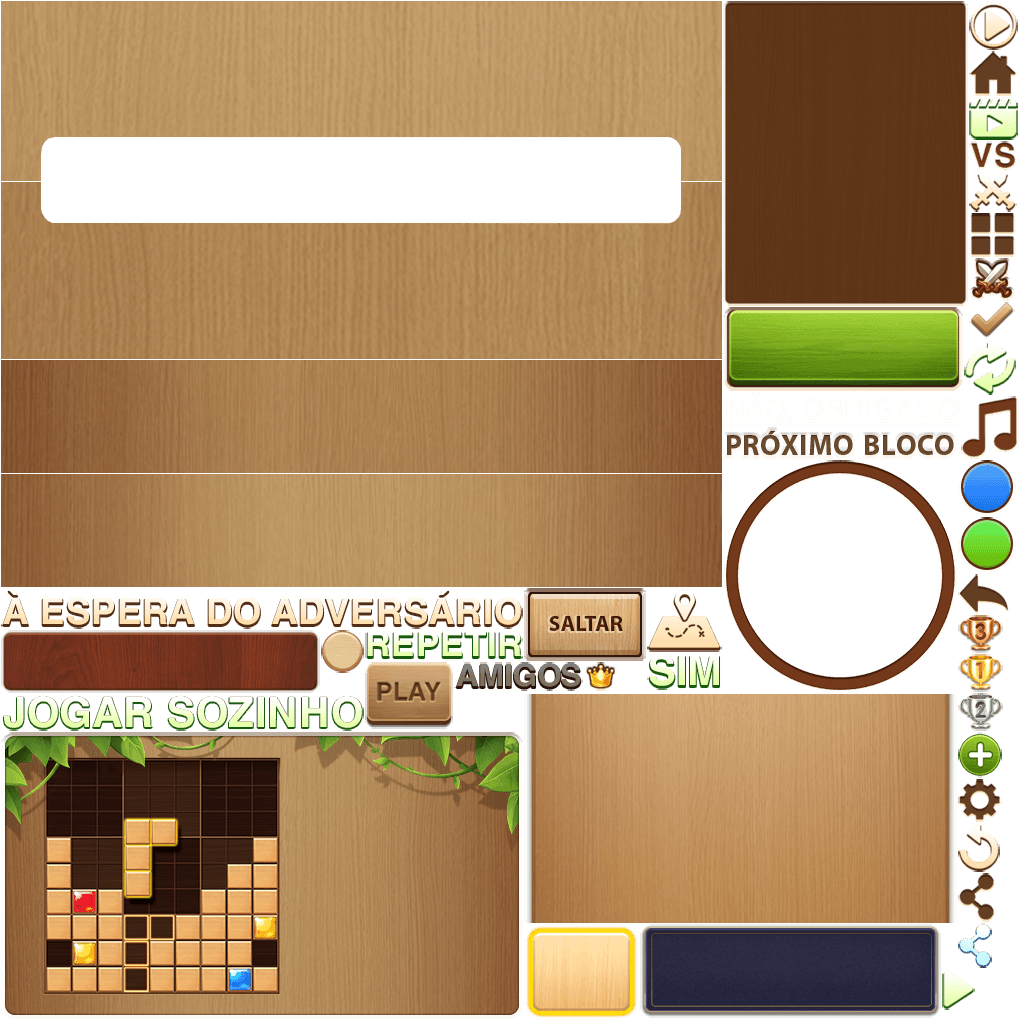 VS
PRÓXIMO BLOCO
À ESPERA DO ADVERSÁRIO
SALTAR
REPETIR
AMIGOS
SIM
PLAY
JOGAR SOZINHO
3
1
2